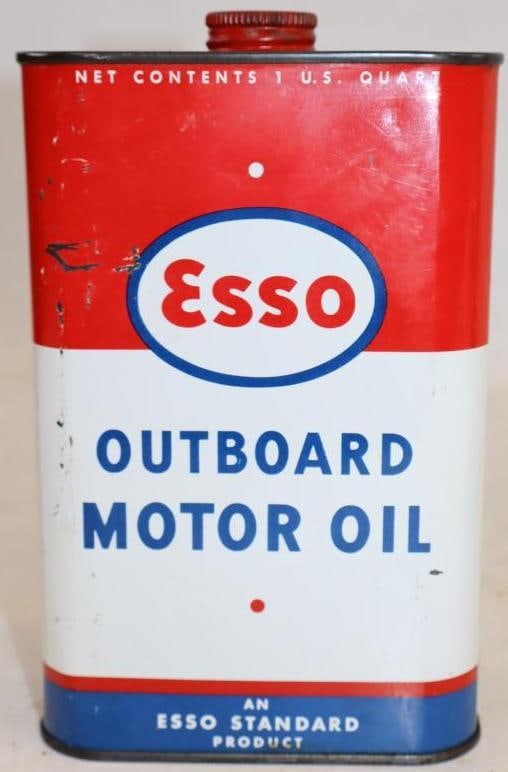 NET CONTENTS 1 U.S. QUART
Esso
OUTBOARD
MOTOR OIL
AN
ESSO STANDARD
PRODUCT